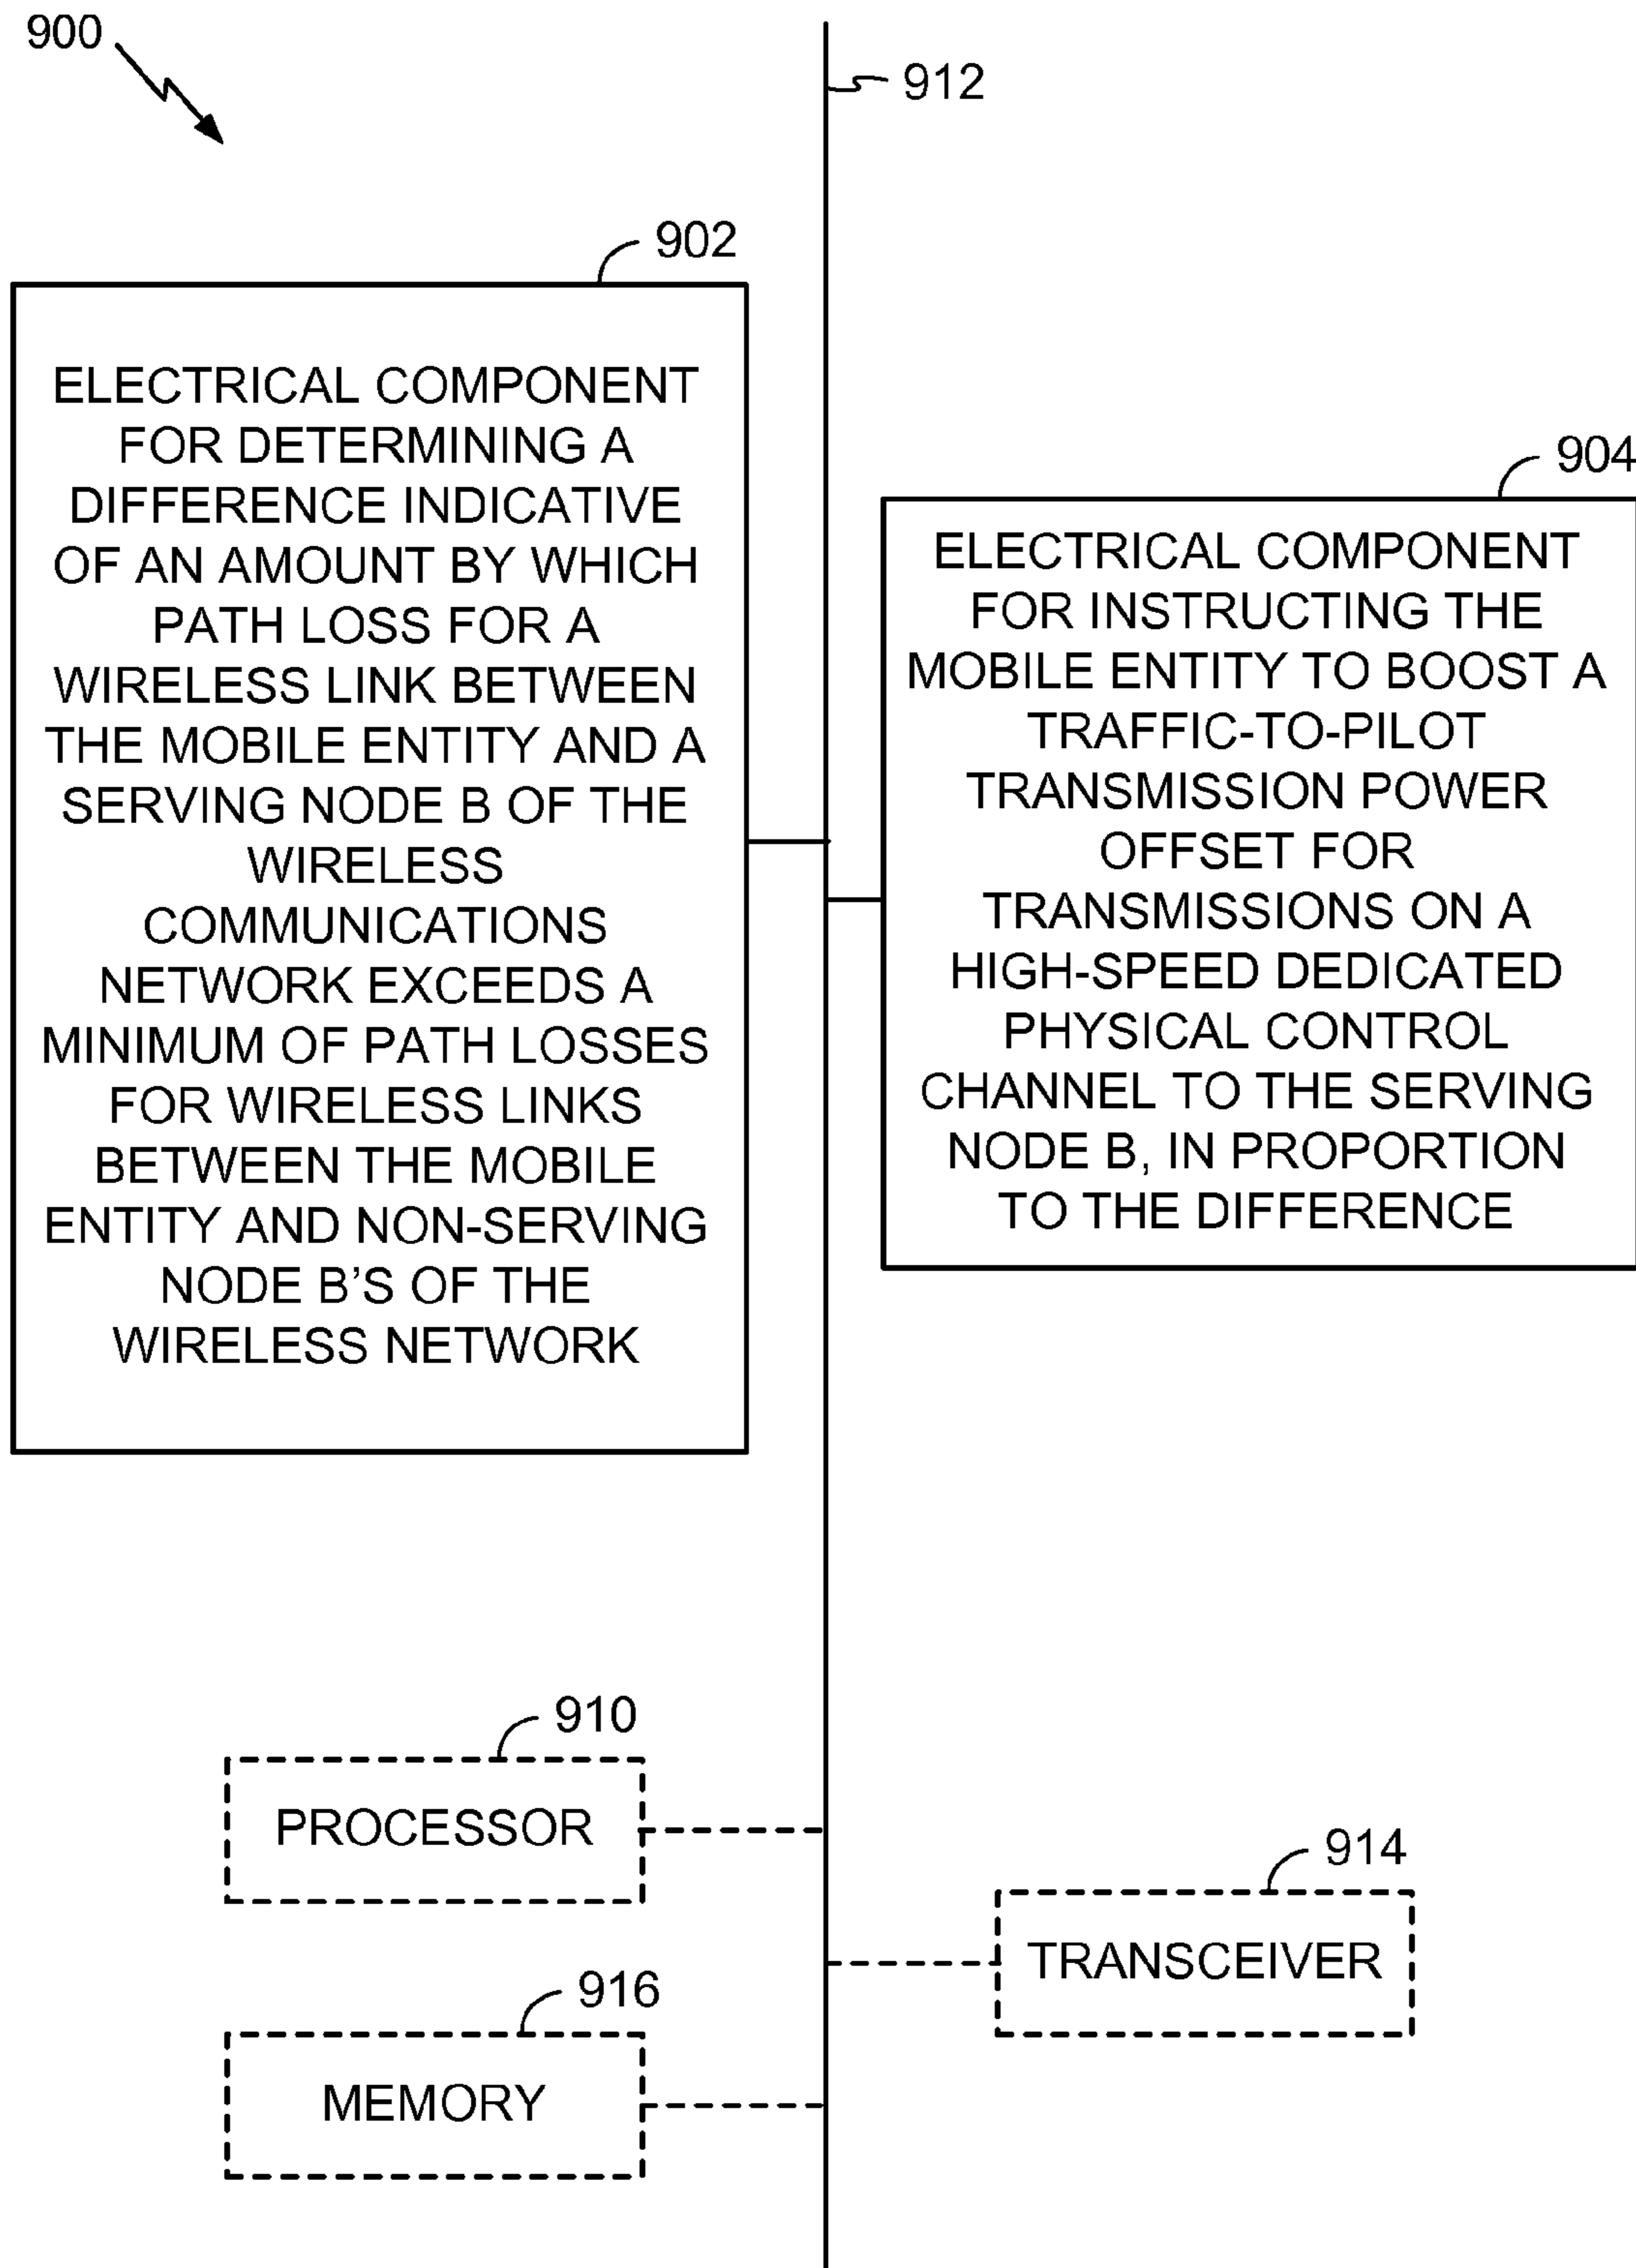 900
912
902
ELECTRICAL COMPONENT
FOR DETERMINING A
DIFFERENCE INDICATIVE
OF AN AMOUNT BY WHICH
PATH LOSS FOR A
WIRELESS LINK BETWEEN
THE MOBILE ENTITY AND A
SERVING NODE B OF THE
WIRELESS
COMMUNICATIONS
NETWORK EXCEEDS A
MINIMUM OF PATH LOSSES
FOR WIRELESS LINKS
BETWEEN THE MOBILE
ENTITY AND NON-SERVING
NODE B’S OF THE
WIRELESS NETWORK
904
ELECTRICAL COMPONENT
FOR INSTRUCTING THE
MOBILE ENTITY TO BOOST A
TRAFFIC-TO-PILOT
TRANSMISSION POWER
OFFSET FOR
TRANSMISSIONS ON A
HIGH-SPEED DEDICATED
PHYSICAL CONTROL
CHANNEL TO THE SERVING
NODE B, IN PROPORTION
TO THE DIFFERENCE
910
PROCESSOR
914
TRANSCEIVER
916
MEMORY